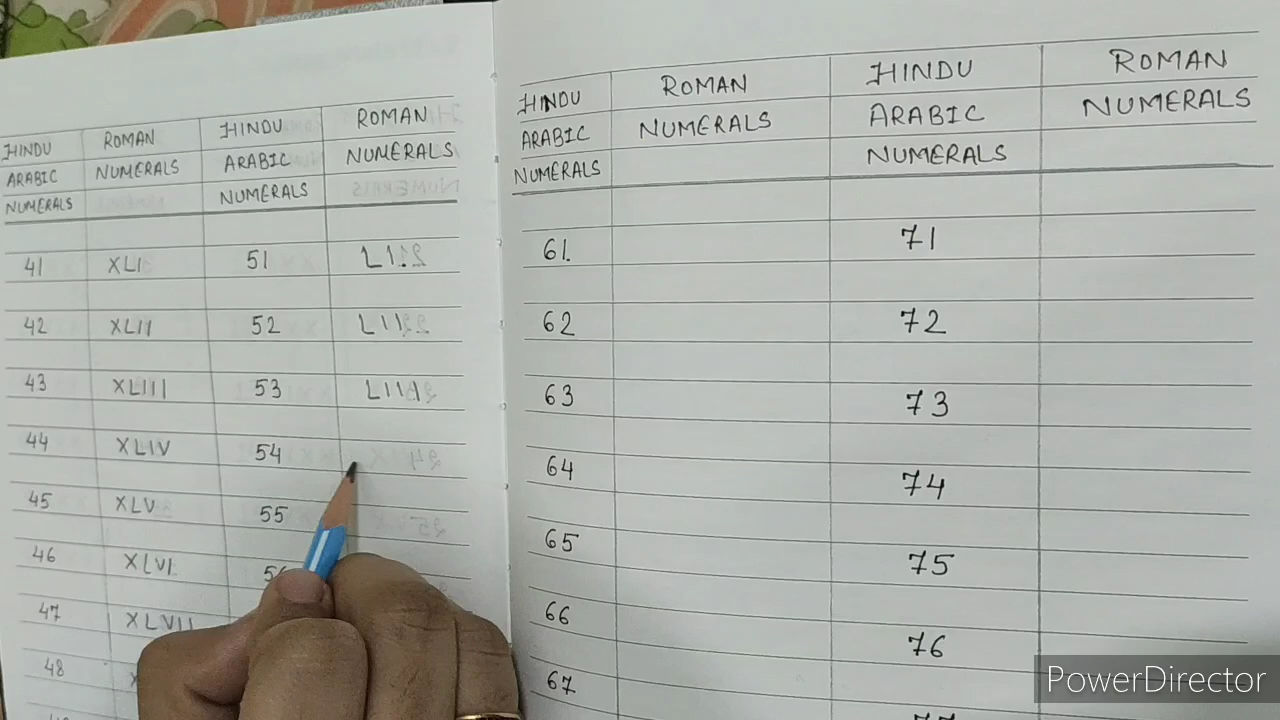 HINDU ROMAN HINDU ROMAN
ARABIC NUMERALS ARABIC NUMERALS
NUMERALS NUMERALS
41 XLI 51 LI
42 XLII 52 LII
43 XLIII 53 LIII
44 XLIV 54
45 XLV 55
46 XLVI
47 XLVII
48
HINDU ROMAN HINDU ROMAN
ARABIC NUMERALS ARABIC NUMERALS
NUMERALS NUMERALS
61. 71
62 72
63 73
64 74
65 75
66 76
67
PowerDirector